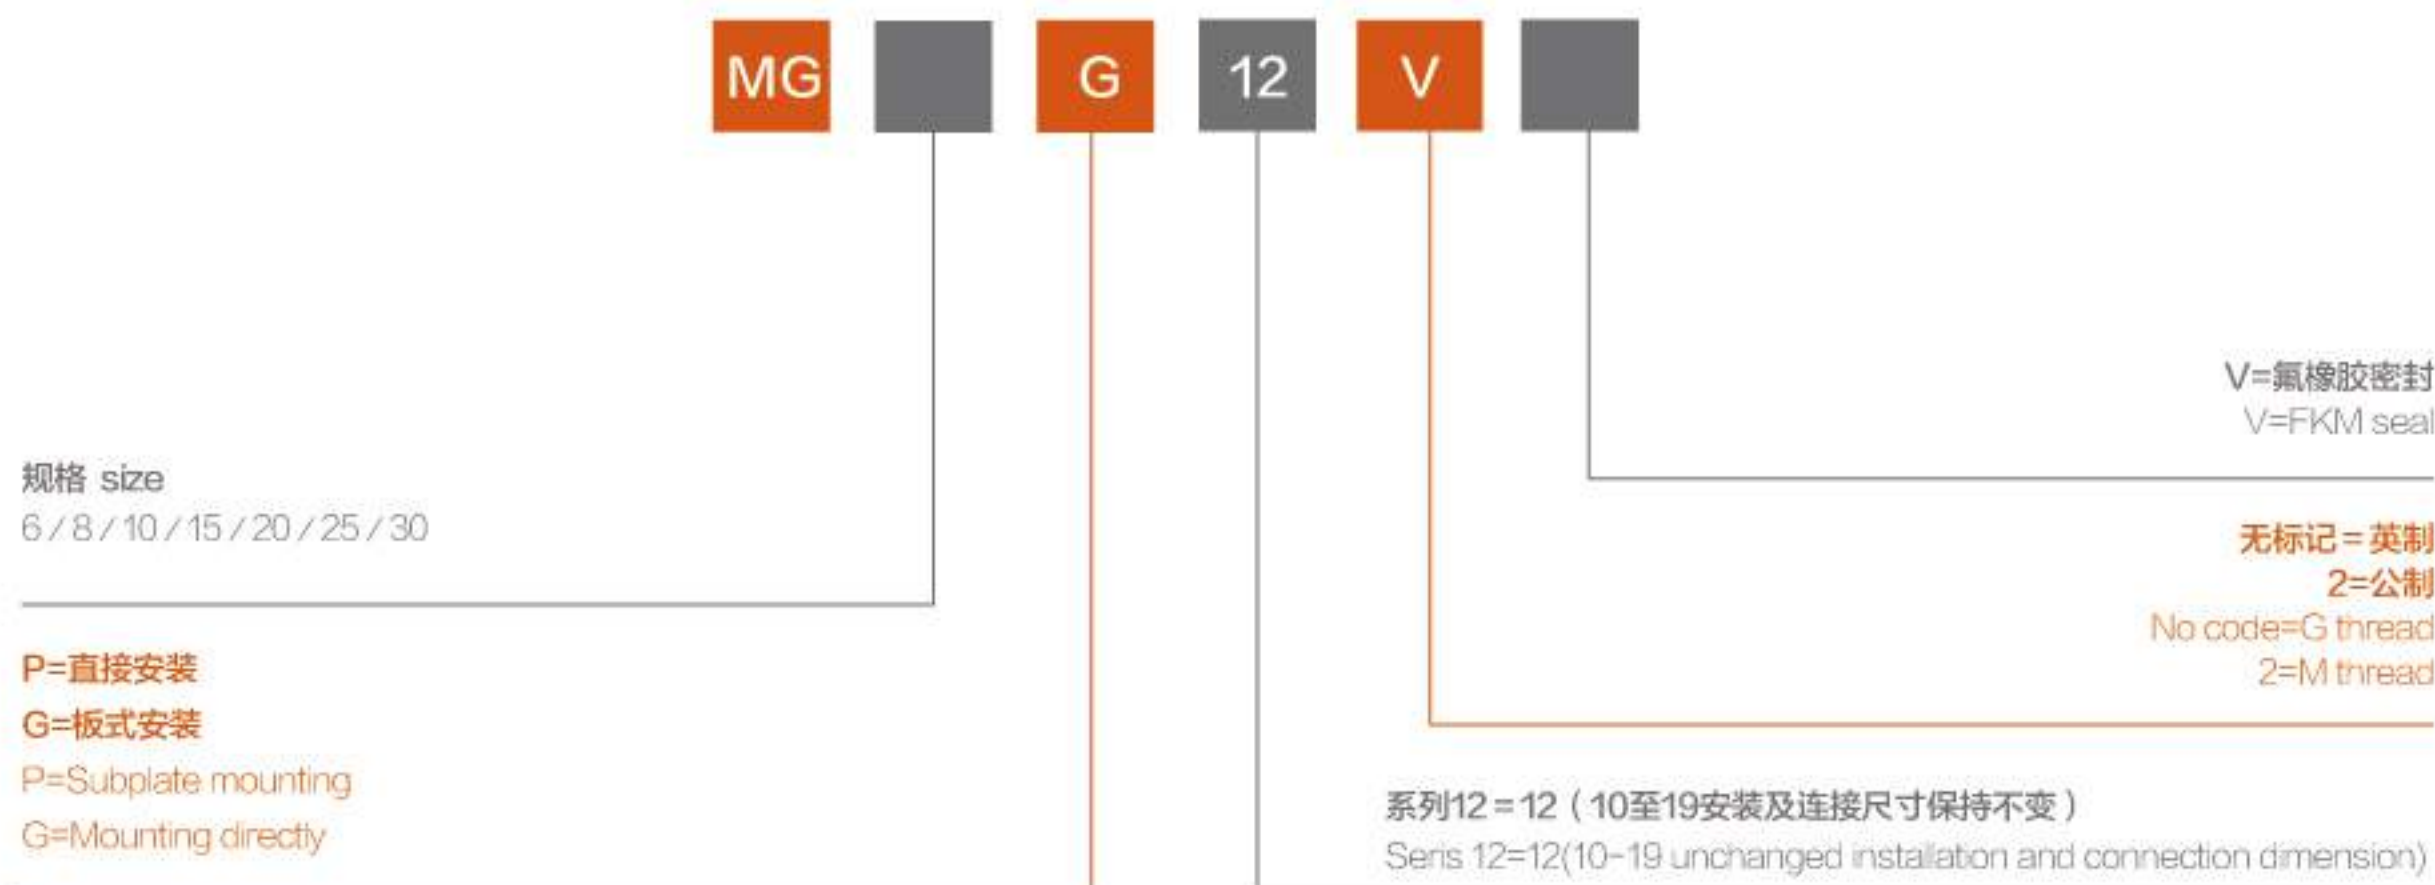 MG G 12 V
V=氟橡胶密封
V=FKM seal
规格 size
6/8/10/15/20/25/30
无标记=英制
2=公制
No code=G thread
2=M thread
P=直接安装
G=板式安装
P=Subplate mounting
G=Mounting directly
系列12=12（10至19安装及连接尺寸保持不变）
Seris 12=12(10-19 unchanged installation and connection dimension)